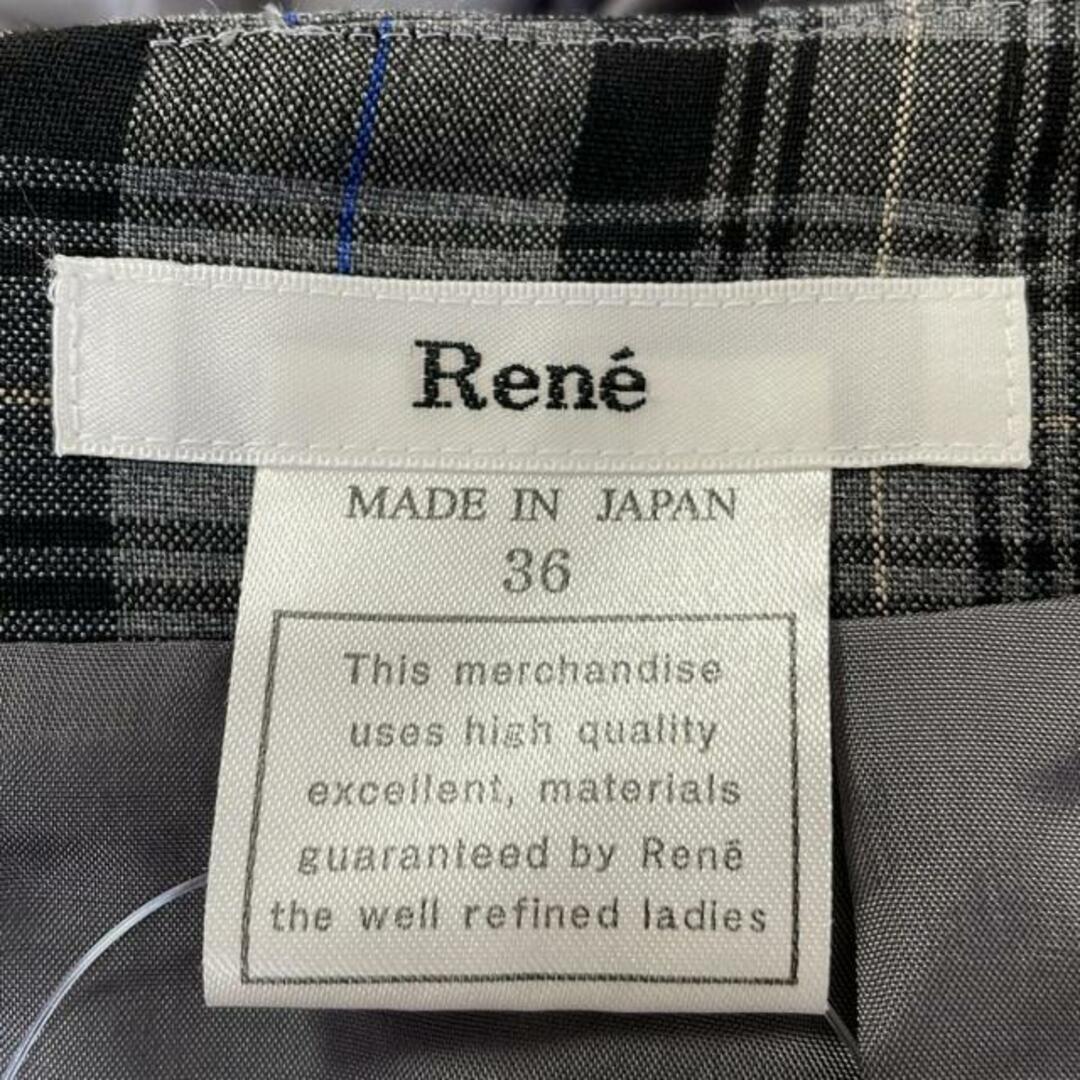 René
MADE IN JAPAN
36
This merchandise
uses high quality
excellent, materials
guaranteed by René
the well refined ladies